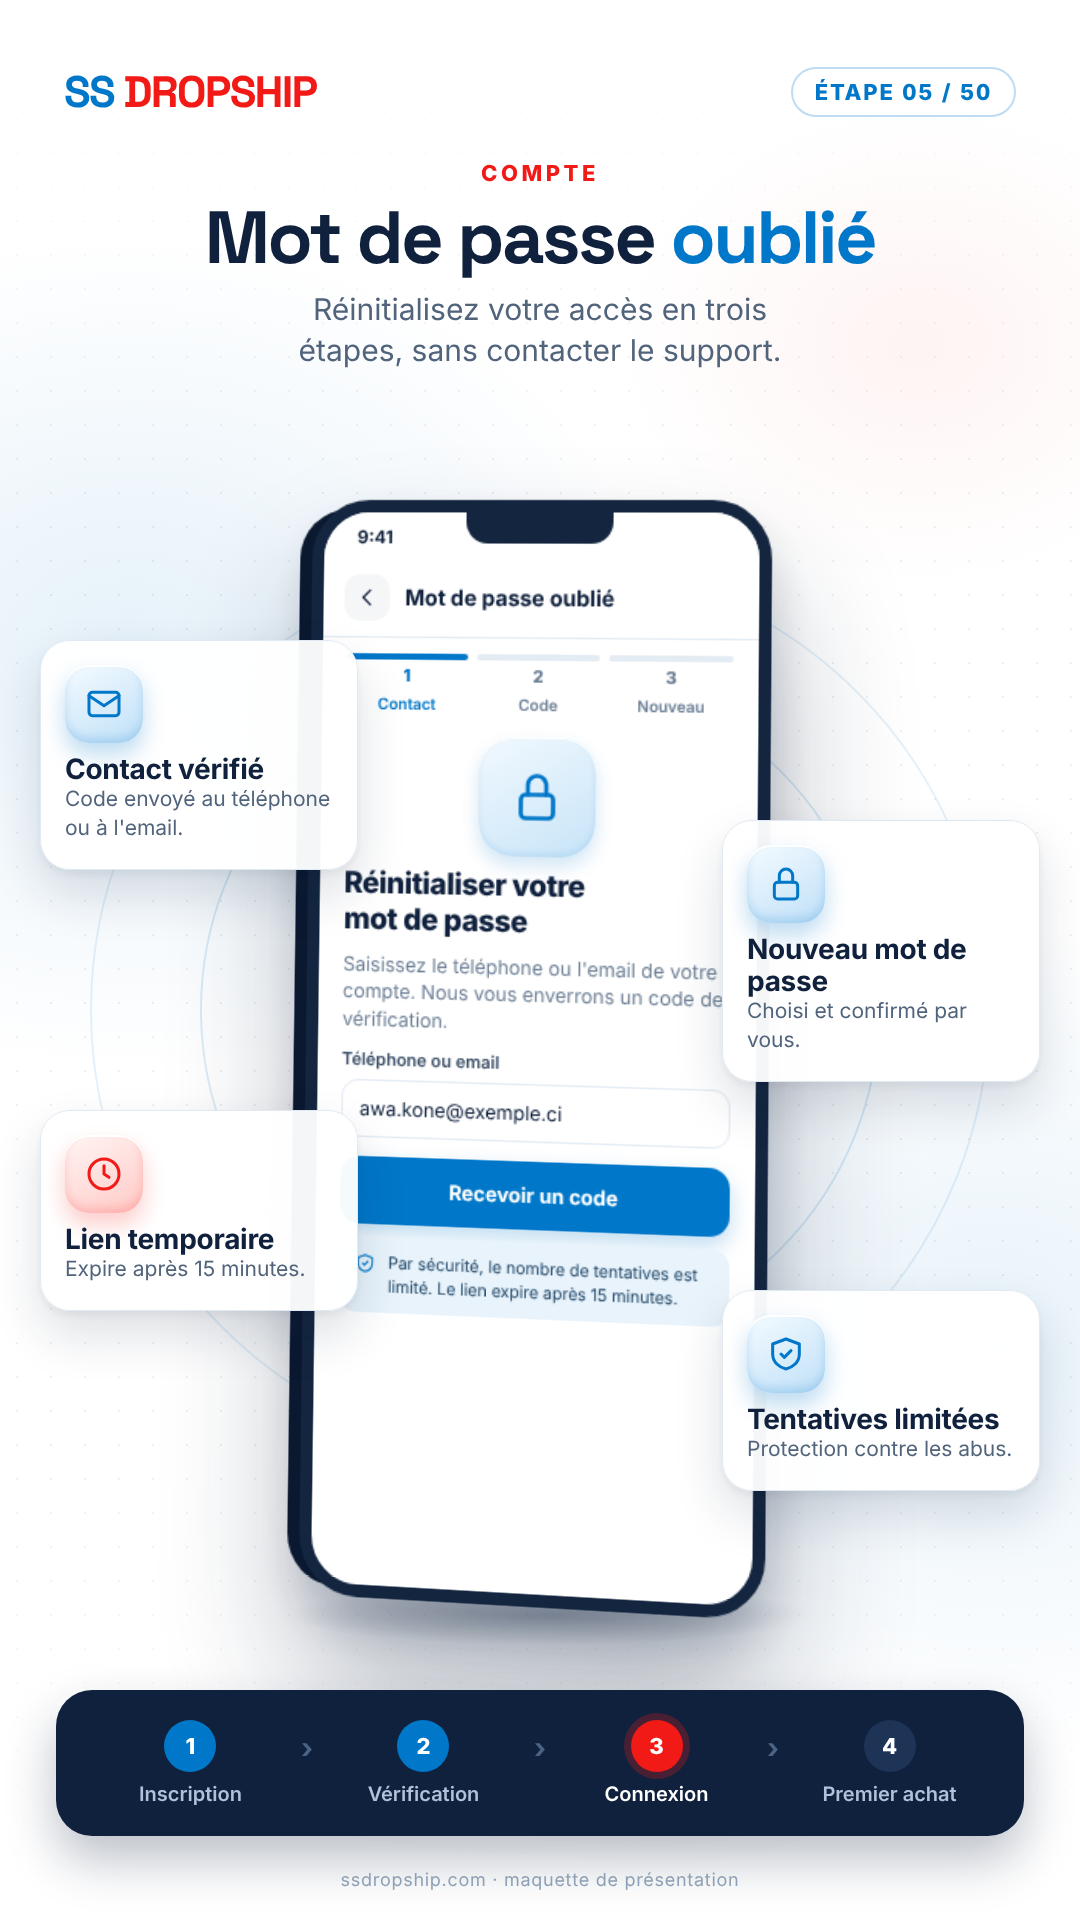 SS DROPSHIP
ÉTAPE 05 / 50
COMPTE
Mot de passe oublié
Réinitialisez votre accès en trois
étapes, sans contacter le support.
9:41
Mot de passe oublié
1
Contact
2
Code
3
Nouveau
Contact vérifié
Code envoyé au téléphone
ou à l'email.
Réinitialiser votre
mot de passe
Saisissez le téléphone ou l'email de votre
compte. Nous vous enverrons un code de
vérification.
Nouveau mot de
passe
Choisi et confirmé par
vous.
Téléphone ou email
awa.kone@exemple.ci
Recevoir un code
Lien temporaire
Expire après 15 minutes.
Par sécurité, le nombre de tentatives est
limité. Le lien expire après 15 minutes.
Tentatives limitées
Protection contre les abus.
1
Inscription
›
2
Vérification
›
3
Connexion
›
4
Premier achat
ssdropship.com · maquette de présentation